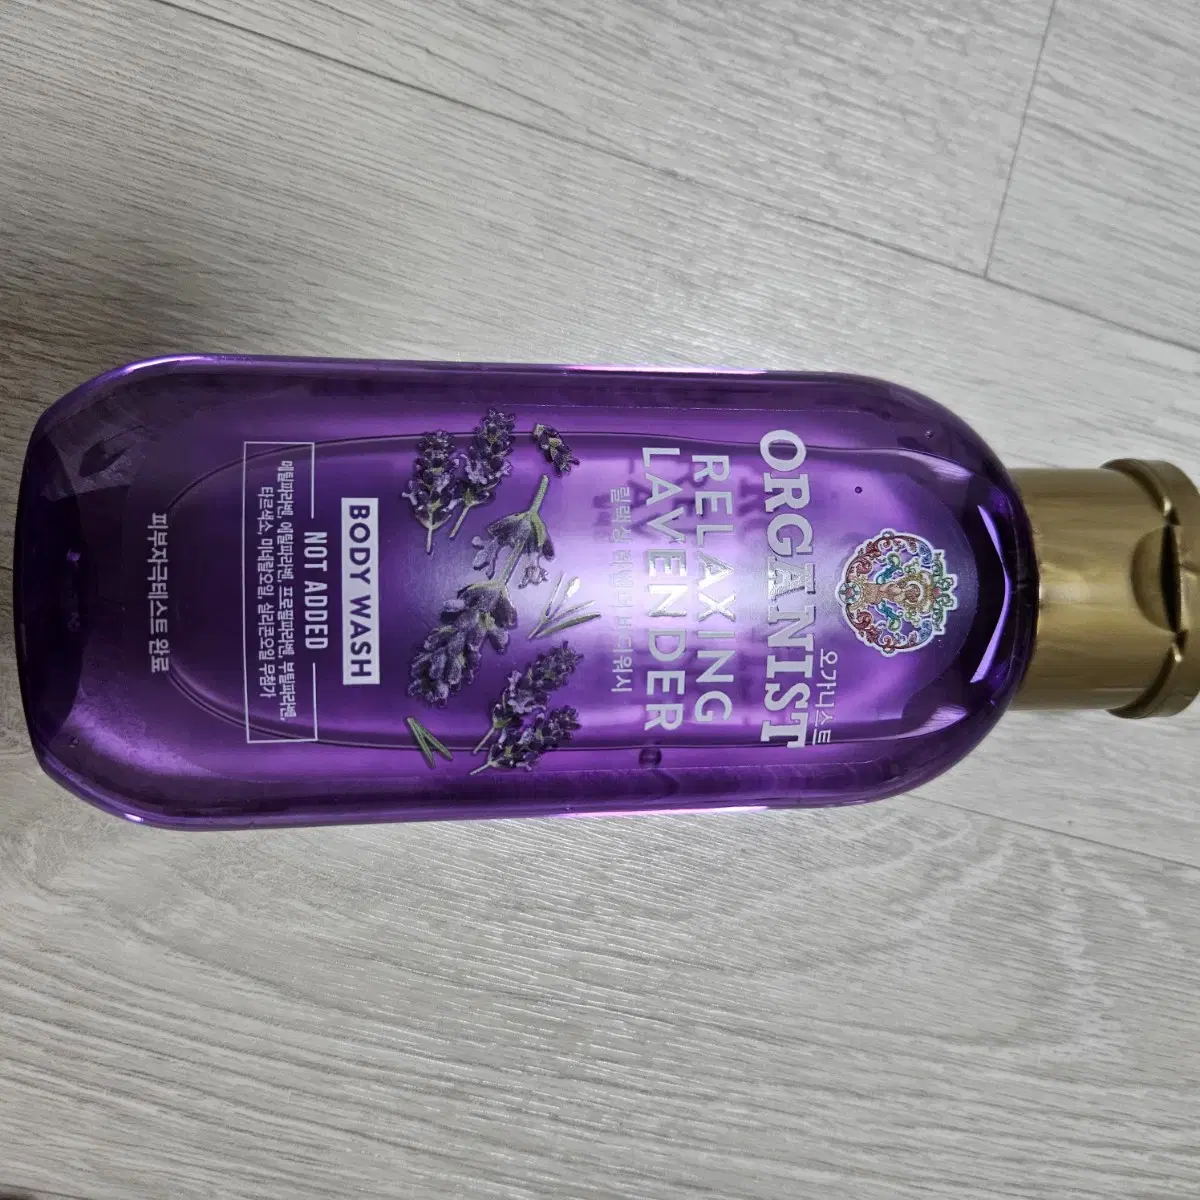 오가니스트
ORGANIST
RELAXING
LAVENDER
릴랙싱 라벤더 바디워시
BODY WASH
NOT ADDED
메틸파라벤, 에틸파라벤, 프로필파라벤, 부틸파라벤,
타르색소, 미네랄오일, 실리콘오일 무첨가
피부자극테스트 완료